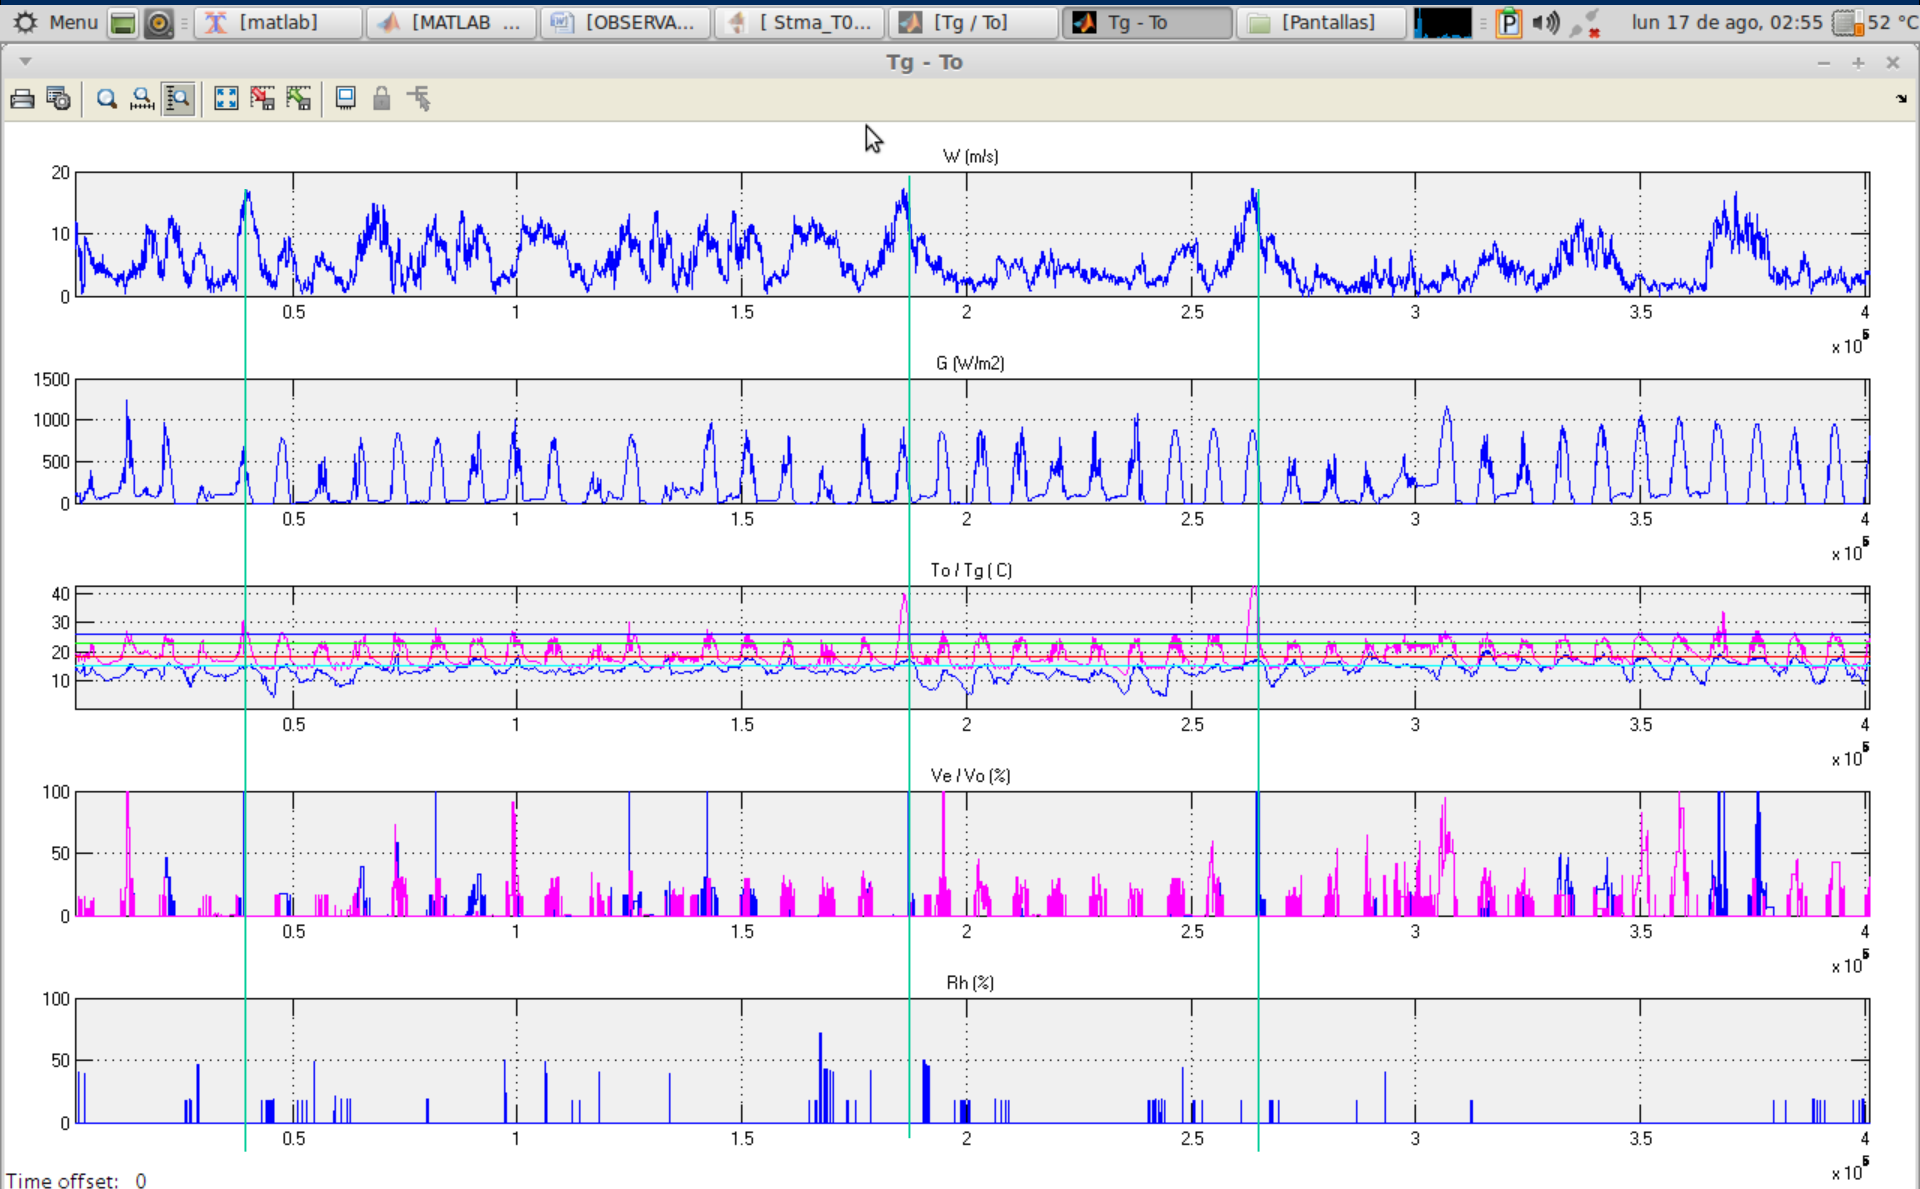 Menu [matlab] [MATLAB ... [OBSERVA... [ Stma_T0... [Tg / To] Tg - To [Pantallas] P lun 17 de ago, 02:55 52 °C
Tg - To
W (m/s)
20
10
0
0.5 1 1.5 2 2.5 3 3.5 4
x 10
G (W/m2)
1500
1000
500
0
0.5 1 1.5 2 2.5 3 3.5 4
x 10
To / Tg ( C)
40
30
20
10
0.5 1 1.5 2 2.5 3 3.5 4
x 10
Ve / Vo (%)
100
50
0
0.5 1 1.5 2 2.5 3 3.5 4
x 10
Rh (%)
100
50
0
0.5 1 1.5 2 2.5 3 3.5 4
x 10
Time offset: 0